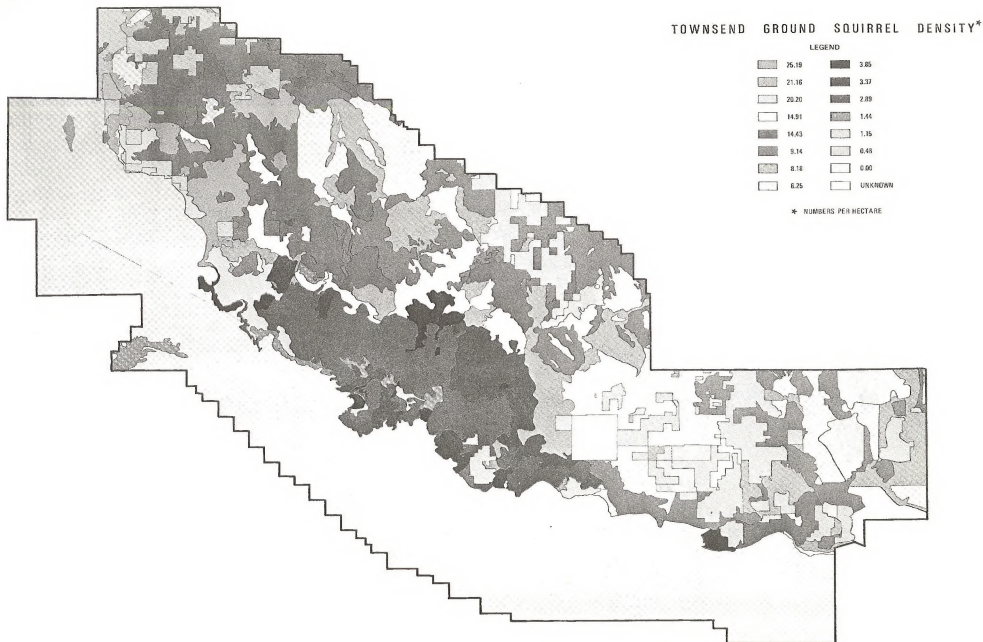 TOWNSEND GROUND SQUIRREL DENSITY*
LEGEND
25.19 3.85
21.16 3.37
20.20 2.89
14.91 1.44
14.43 1.15
9.14 0.48
8.18 0.00
6.25 UNKNOWN
* NUMBERS PER HECTARE